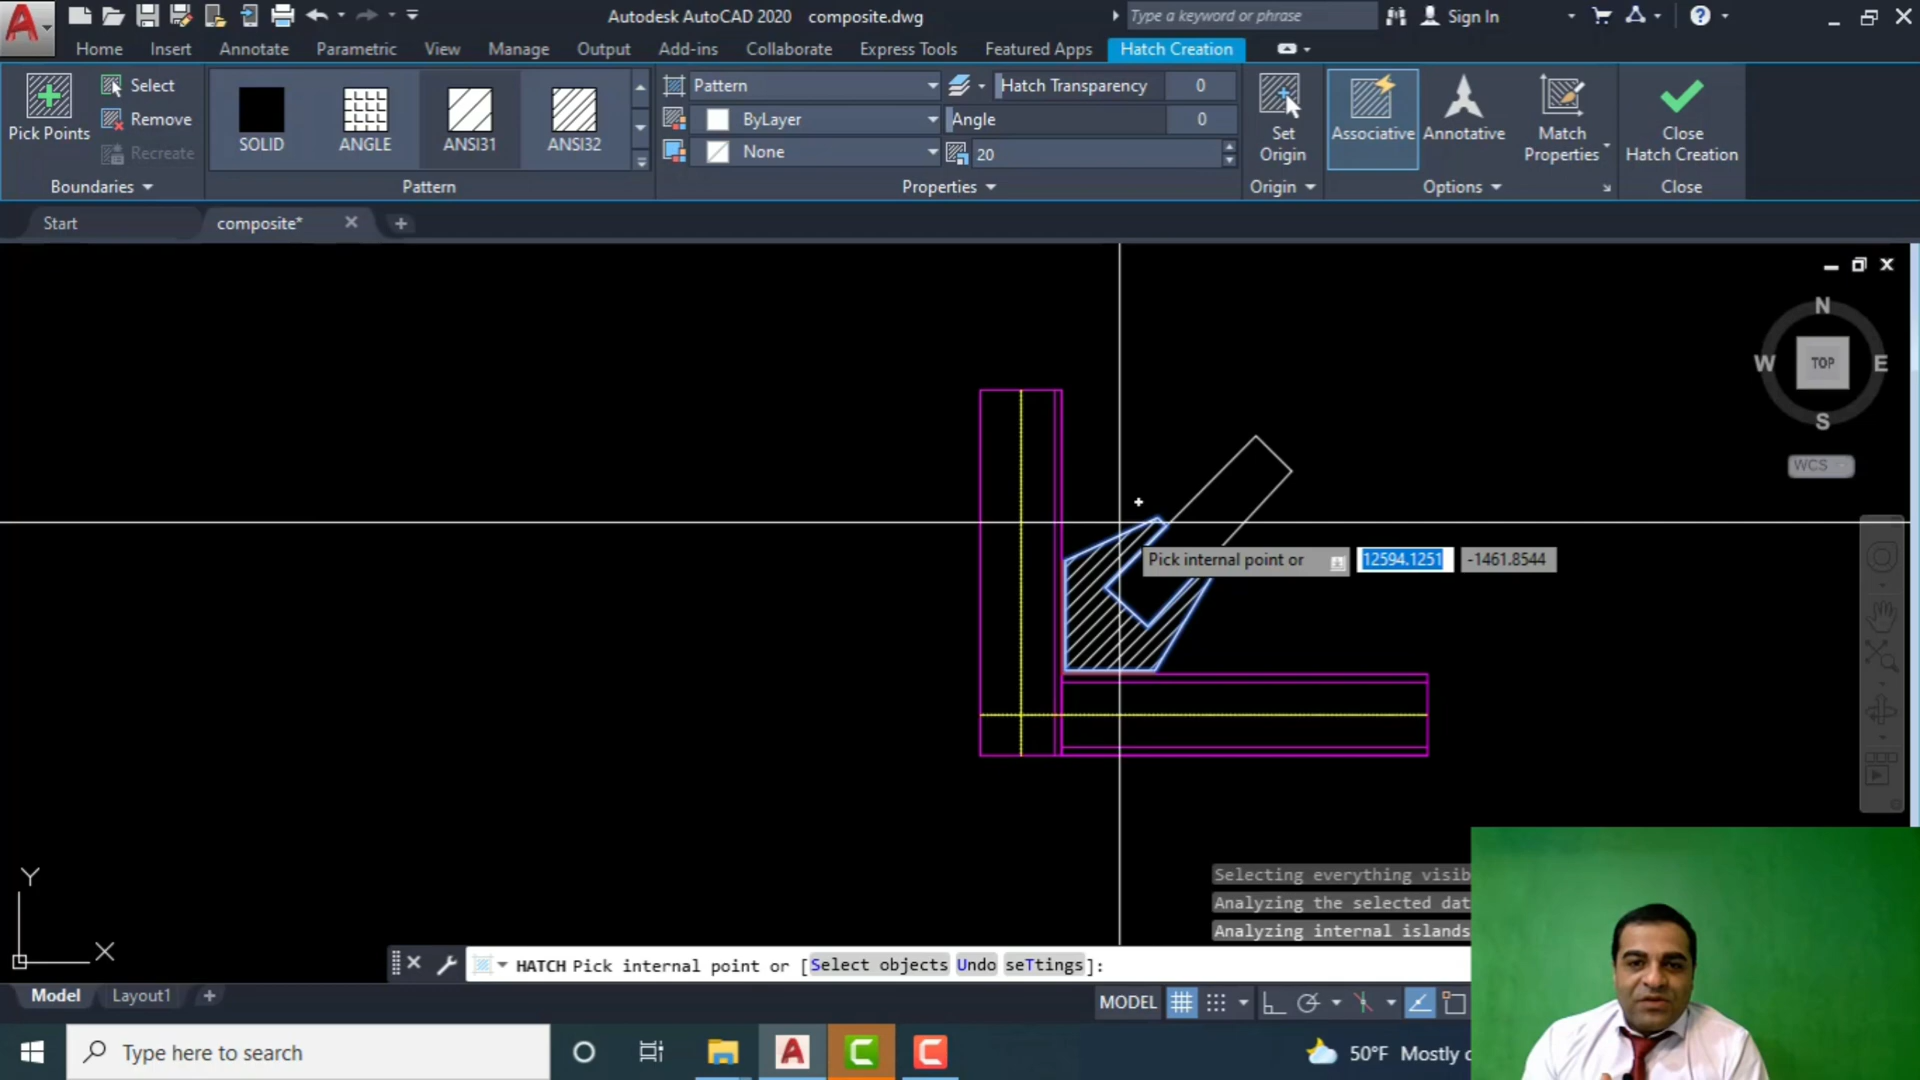 Autodesk AutoCAD 2020 composite.dwg
Type a keyword or phrase
Sign In
Home Insert Annotate Parametric View Manage Output Add-ins Collaborate Express Tools Featured Apps Hatch Creation
Pick Points
Select
Remove
Recreate
Boundaries
SOLID
ANGLE
ANSI31
ANSI32
Pattern
Pattern
ByLayer
None
Hatch Transparency 0
Angle 0
20
Properties
Set
Origin
Origin
Associative
Annotative
Match
Properties
Options
Close
Hatch Creation
Close
Start
composite*
N
W TOP E
S
WCS
Pick internal point or 12594.1251 -1461.8544
Y
X
Selecting everything visib
Analyzing the selected dat
Analyzing internal islands
HATCH Pick internal point or [Select objects Undo seTtings]:
Model Layout1
MODEL
Type here to search
50°F Mostly c